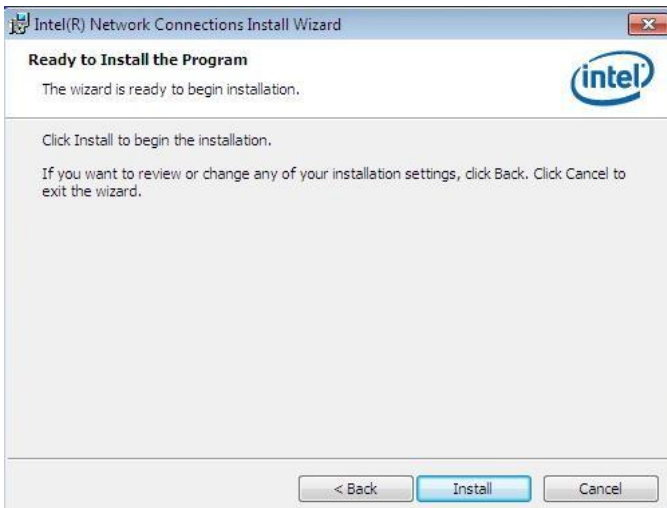 Intel(R) Network Connections Install Wizard
Ready to Install the Program
The wizard is ready to begin installation.
intel
Click Install to begin the installation.
If you want to review or change any of your installation settings, click Back. Click Cancel to
exit the wizard.
< Back
Install
Cancel